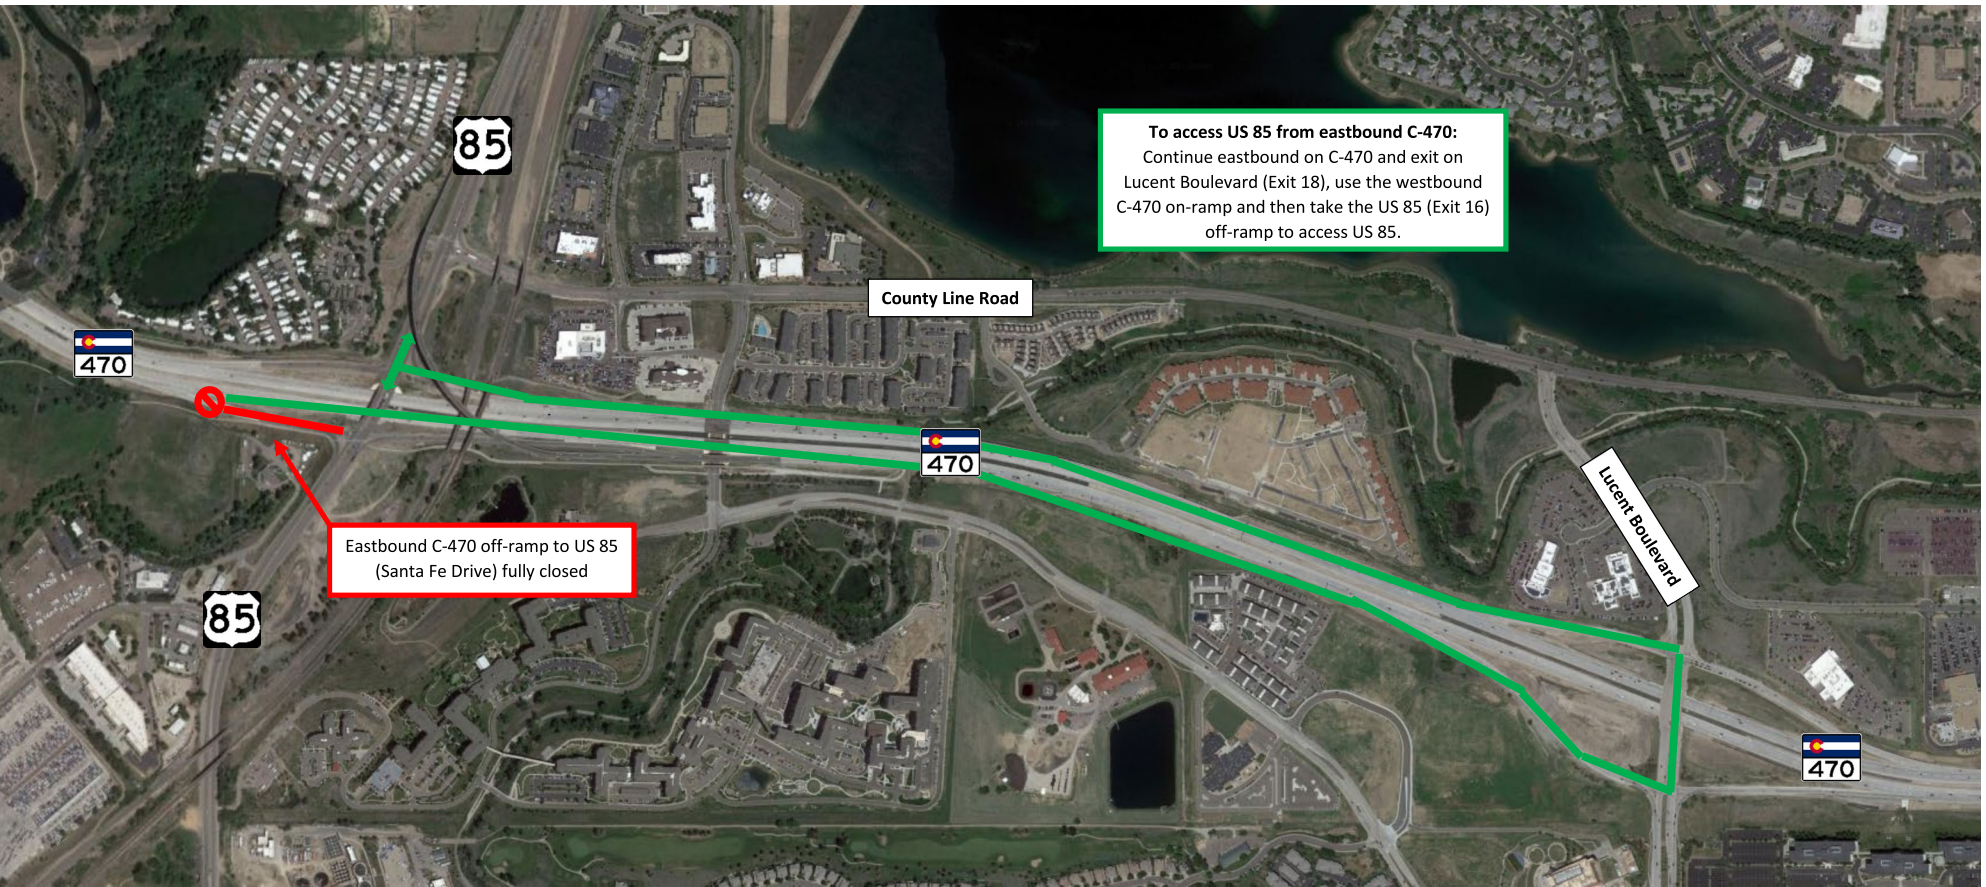 85
To access US 85 from eastbound C-470:
Continue eastbound on C-470 and exit on
Lucent Boulevard (Exit 18), use the westbound
C-470 on-ramp and then take the US 85 (Exit 16)
off-ramp to access US 85.
County Line Road
470
470
Lucent Boulevard
Eastbound C-470 off-ramp to US 85
(Santa Fe Drive) fully closed
85
470